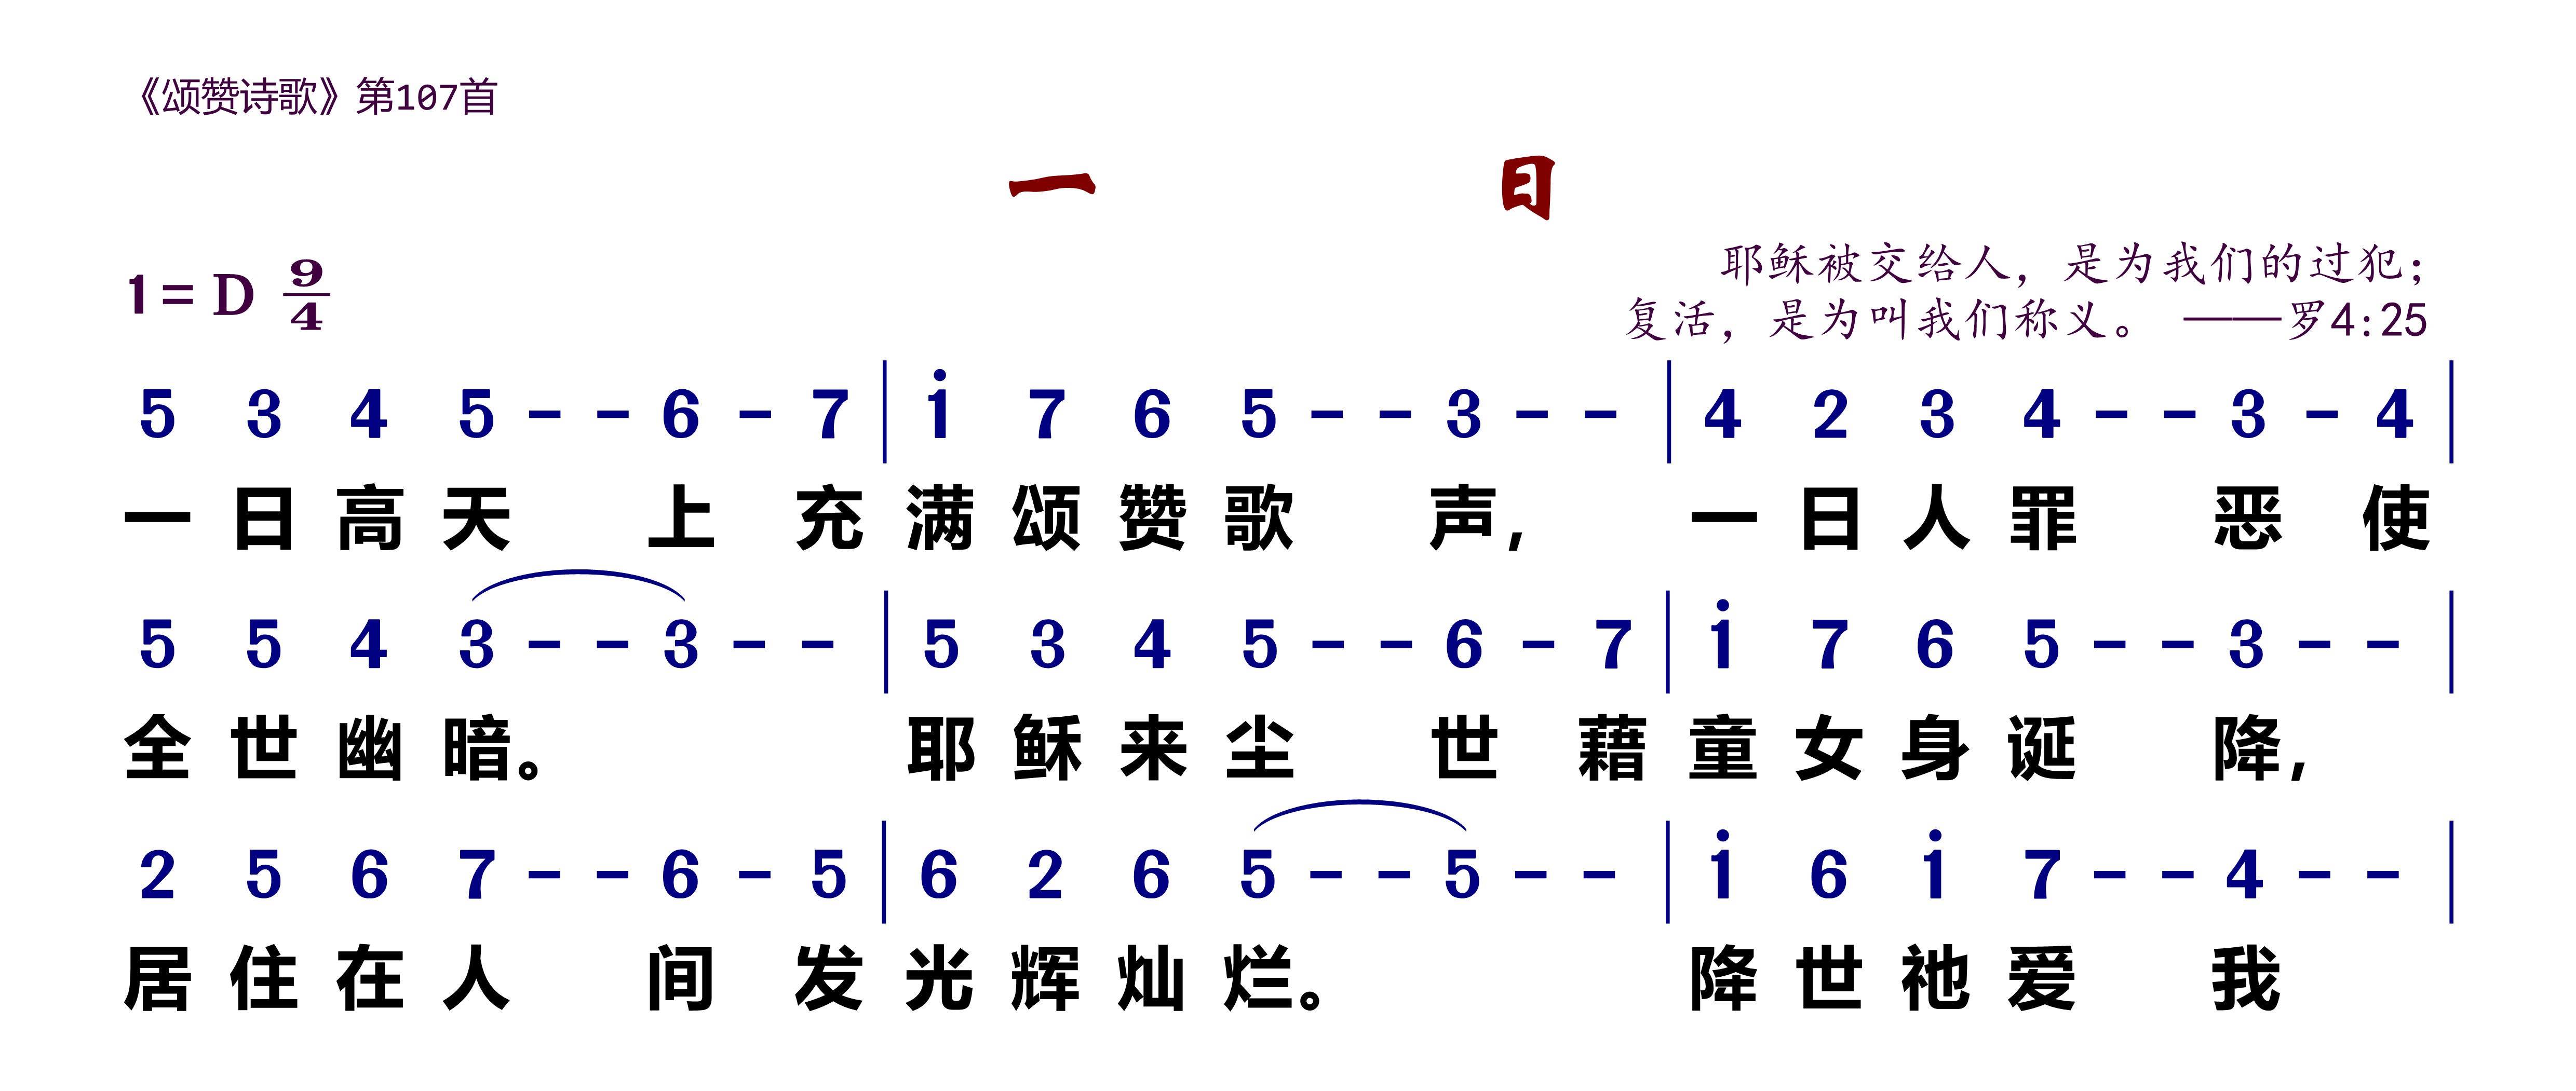 《颂赞诗歌》第107首
一 日
1 = D 9/4
耶稣被交给人，是为我们的过犯；
复活，是为叫我们称义。 ——罗4:25
5 3 4 5 - - 6 - 7 | i 7 6 5 - - 3 - - | 4 2 3 4 - - 3 - 4 |
一 日 高 天 上 充 满 颂 赞 歌 声， 一 日 人 罪 恶 使
5 5 4 3 - - 3 - - | 5 3 4 5 - - 6 - 7 | i 7 6 5 - - 3 - - |
全 世 幽 暗。 耶 稣 来 尘 世 藉 童 女 身 诞 降，
2 5 6 7 - - 6 - 5 | 6 2 6 5 - - 5 - - | i 6 i 7 - - 4 - - |
居 住 在 人 间 发 光 辉 灿 烂。 降 世 祂 爱 我